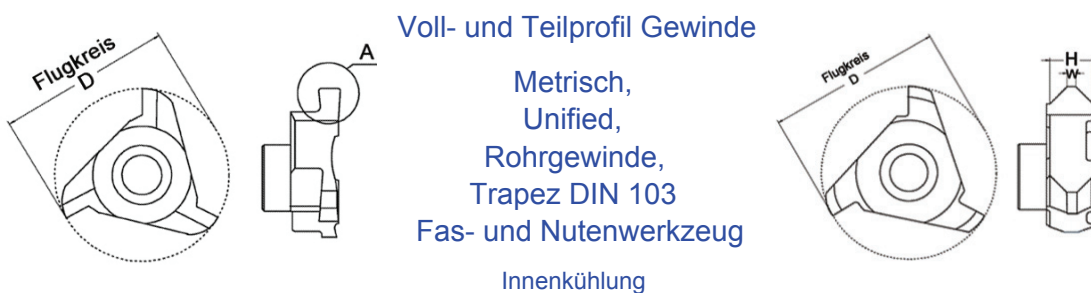 Flugkreis
D
A
Voll- und Teilprofil Gewinde
Metrisch,
Unified,
Rohrgewinde,
Trapez DIN 103
Fas- und Nutenwerkzeug
Innenkühlung
Flugkreis
D
H
W